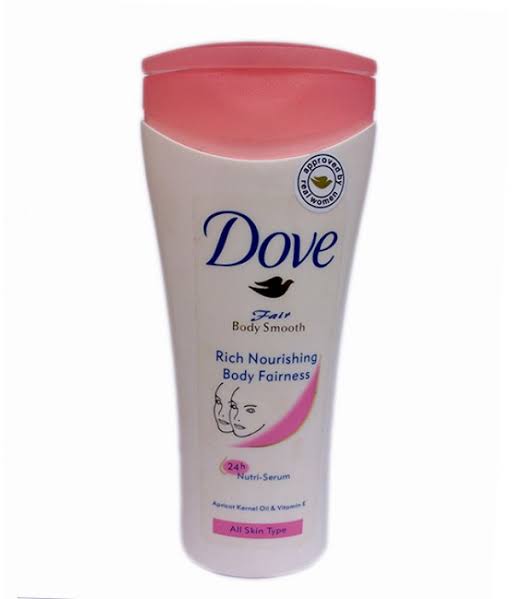 approved by
real women
Dove
Fair
Body Smooth
Rich Nourishing
Body Fairness
24h
Nutri-Serum
Apricot Kernel Oil & Vitamin E
All Skin Type